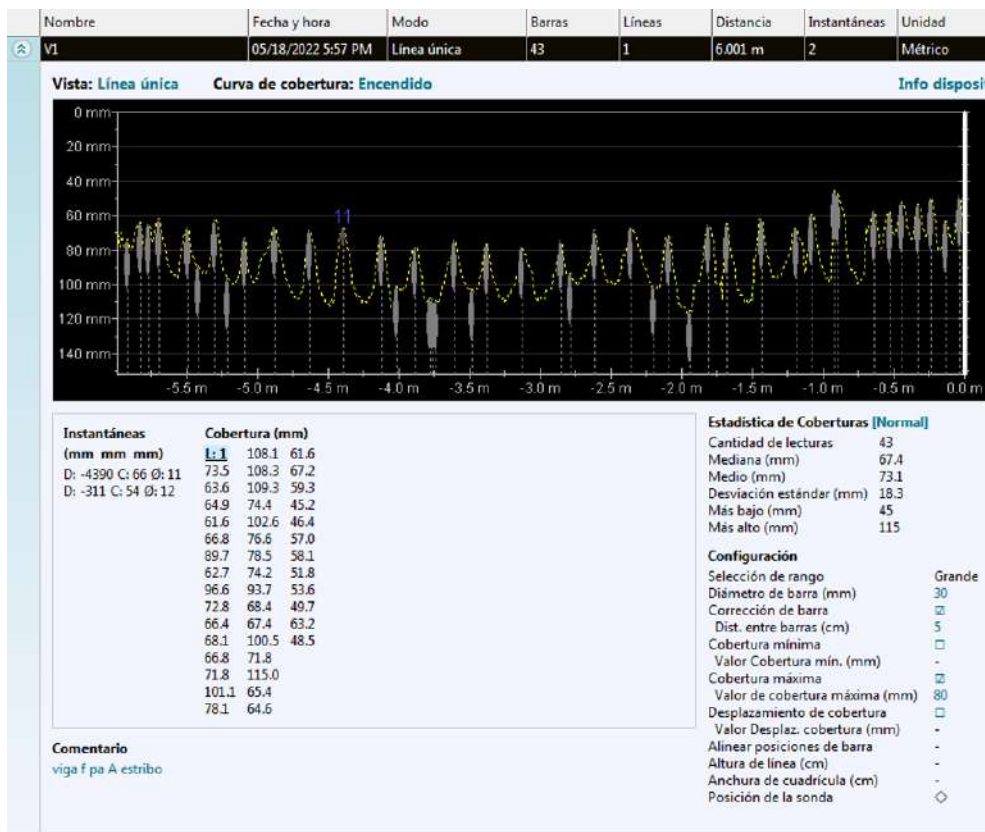 Nombre Fecha y hora Modo Barras Líneas Distancia Instantáneas Unidad
V1 05/18/2022 5:57 PM Línea única 43 1 6.001 m 2 Métrico
Vista: Línea única Curva de cobertura: Encendido Info disposi
0 mm
20 mm
40 mm
60 mm
80 mm
100 mm
120 mm
140 mm
11
-5.5 m -5.0 m -4.5 m -4.0 m -3.5 m -3.0 m -2.5 m -2.0 m -1.5 m -1.0 m -0.5 m 0.0 m
Instantáneas
(mm mm mm)
D: -4390 C: 66 Ø: 11
D: -311 C: 54 Ø: 12
Cobertura (mm)
L: 1 108.1 61.6
73.5 108.3 67.2
63.6 109.3 59.3
64.9 74.4 45.2
61.6 102.6 46.4
66.8 76.6 57.0
89.7 78.5 58.1
62.7 74.2 51.8
96.6 93.7 53.6
72.8 68.4 49.7
66.4 67.4 63.2
68.1 100.5 48.5
66.8 71.8
71.8 115.0
101.1 65.4
78.1 64.6
Comentario
viga f pa A estribo
Estadística de Coberturas [Normal]
Cantidad de lecturas 43
Mediana (mm) 67.4
Medio (mm) 73.1
Desviación estándar (mm) 18.3
Más bajo (mm) 45
Más alto (mm) 115
Configuración
Selección de rango Grande
Diámetro de barra (mm) 30
Corrección de barra ☑
Dist. entre barras (cm) 5
Cobertura mínima ☐
Valor Cobertura mín. (mm) -
Cobertura máxima ☑
Valor de cobertura máxima (mm) 80
Desplazamiento de cobertura ☐
Valor Desplaz. cobertura (mm) -
Alinear posiciones de barra -
Altura de línea (cm) -
Anchura de cuadrícula (cm) -
Posición de la sonda ◇